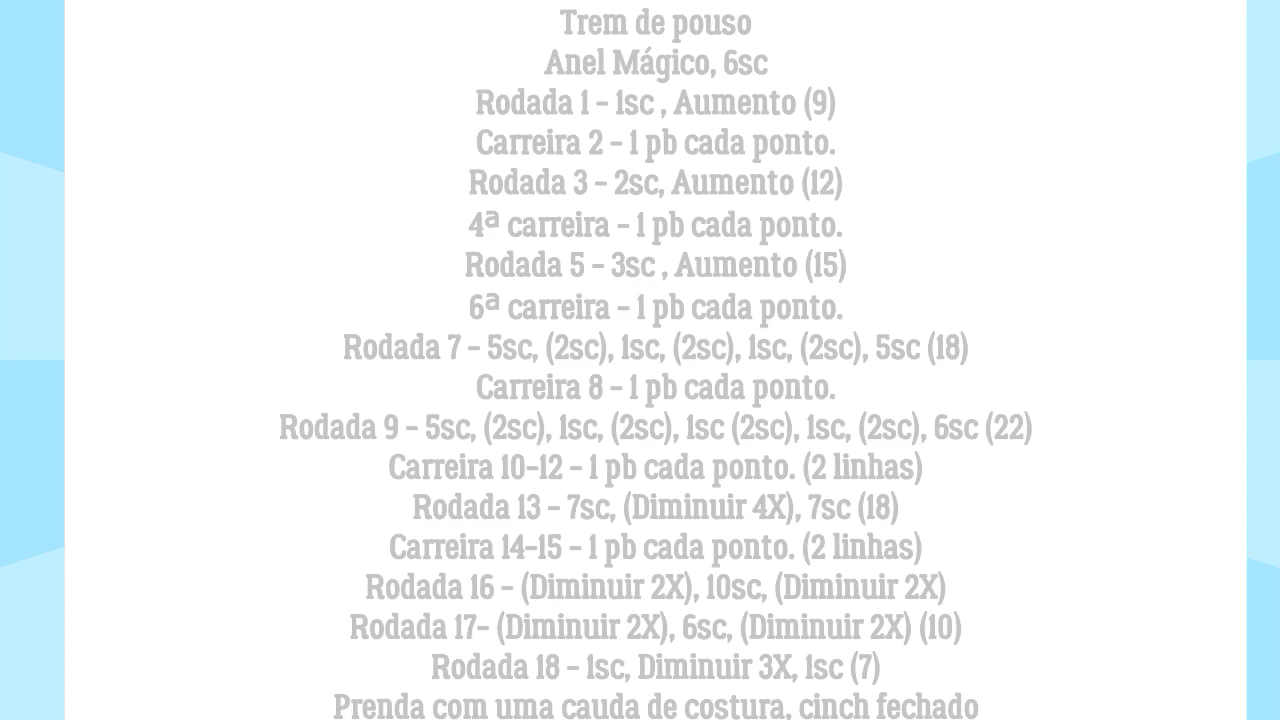 Trem de pouso
Anel Mágico, 6sc
Rodada 1 - 1sc , Aumento (9)
Carreira 2 - 1 pb cada ponto.
Rodada 3 - 2sc, Aumento (12)
4ª carreira - 1 pb cada ponto.
Rodada 5 - 3sc , Aumento (15)
6ª carreira - 1 pb cada ponto.
Rodada 7 - 5sc, (2sc), 1sc, (2sc), 1sc, (2sc), 5sc (18)
Carreira 8 - 1 pb cada ponto.
Rodada 9 - 5sc, (2sc), 1sc, (2sc), 1sc (2sc), 1sc, (2sc), 6sc (22)
Carreira 10-12 - 1 pb cada ponto. (2 linhas)
Rodada 13 - 7sc, (Diminuir 4X), 7sc (18)
Carreira 14-15 - 1 pb cada ponto. (2 linhas)
Rodada 16 - (Diminuir 2X), 10sc, (Diminuir 2X)
Rodada 17- (Diminuir 2X), 6sc, (Diminuir 2X) (10)
Rodada 18 - 1sc, Diminuir 3X, 1sc (7)
Prenda com uma cauda de costura, cinch fechado